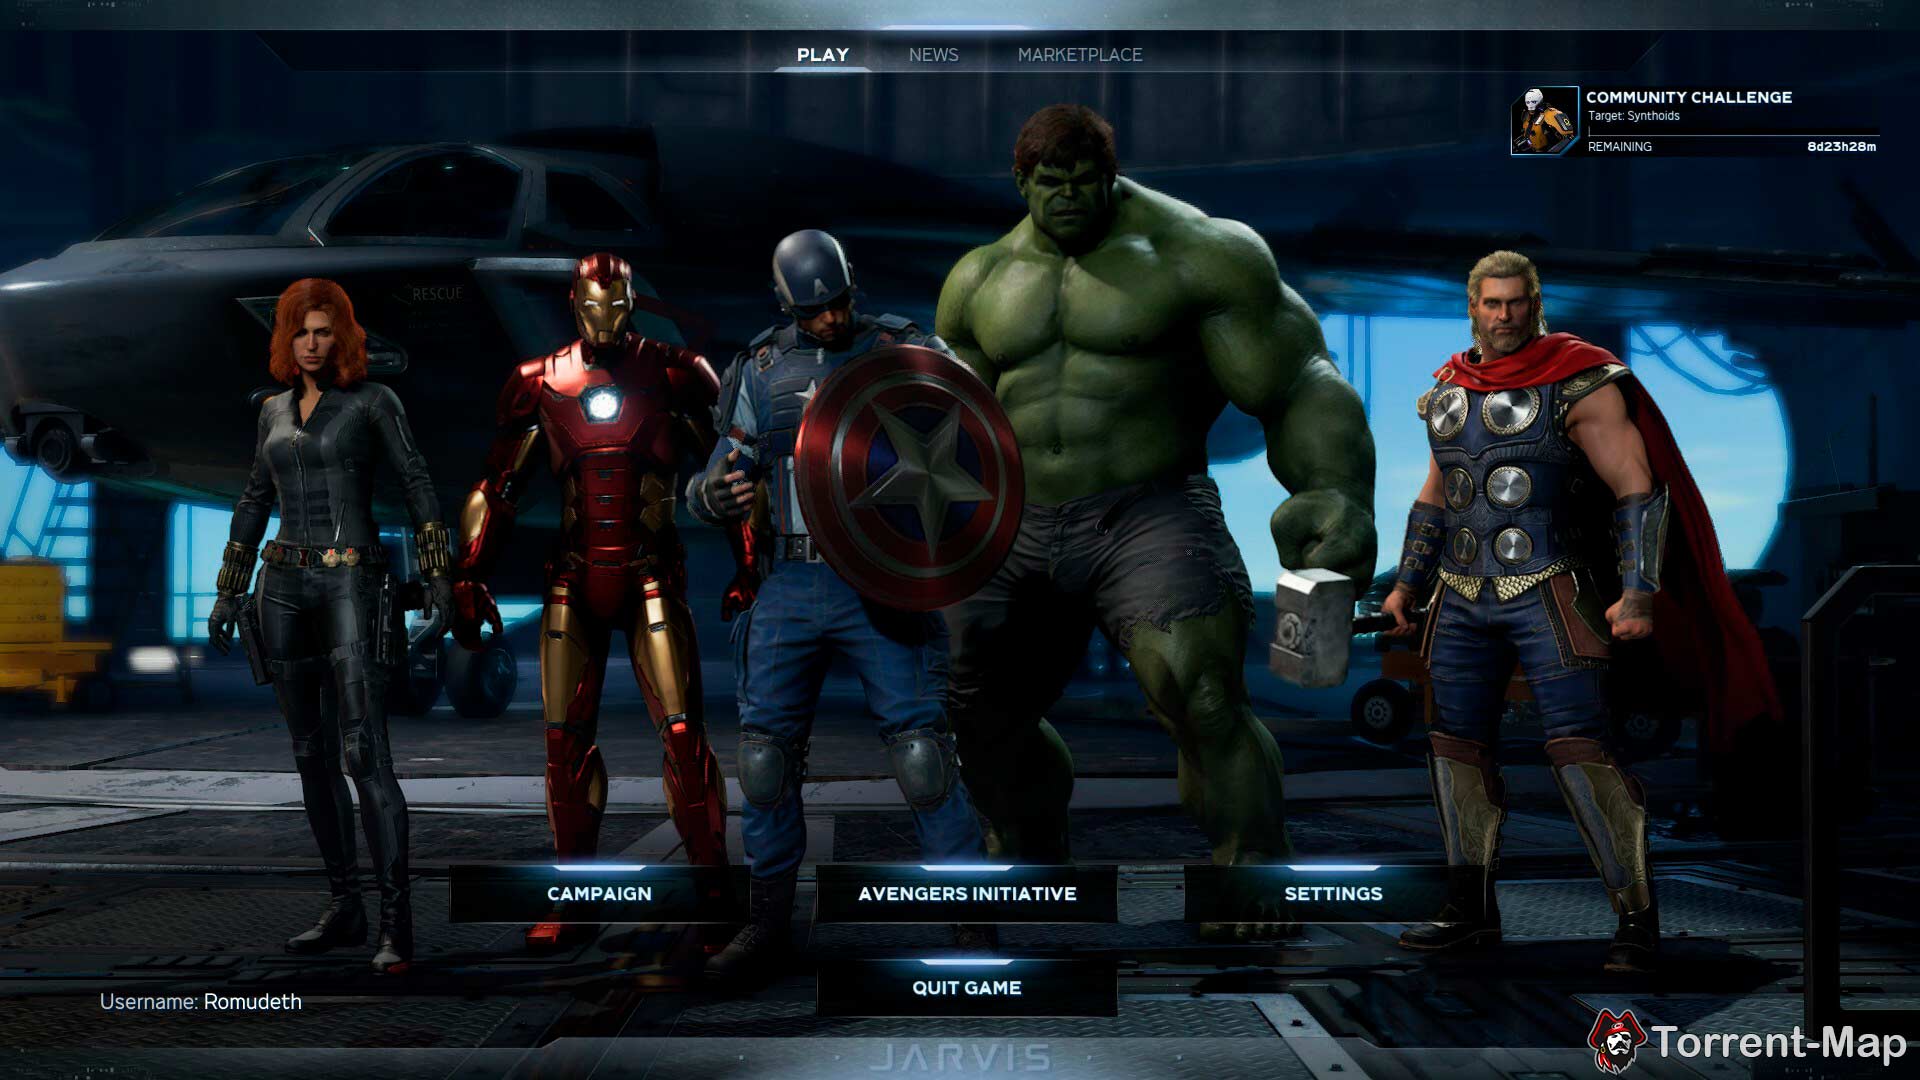 PLAY NEWS MARKETPLACE
COMMUNITY CHALLENGE
Target: Synthoids
REMAINING 8d23h28m
RESCUE
A
CAMPAIGN AVENGERS INITIATIVE SETTINGS
QUIT GAME
Username: Romudeth
JARVIS
Torrent-Map